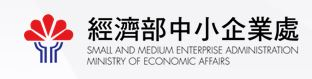 經濟部中小企業處
SMALL AND MEDIUM ENTERPRISE ADMINISTRATION
MINISTRY OF ECONOMIC AFFAIRS